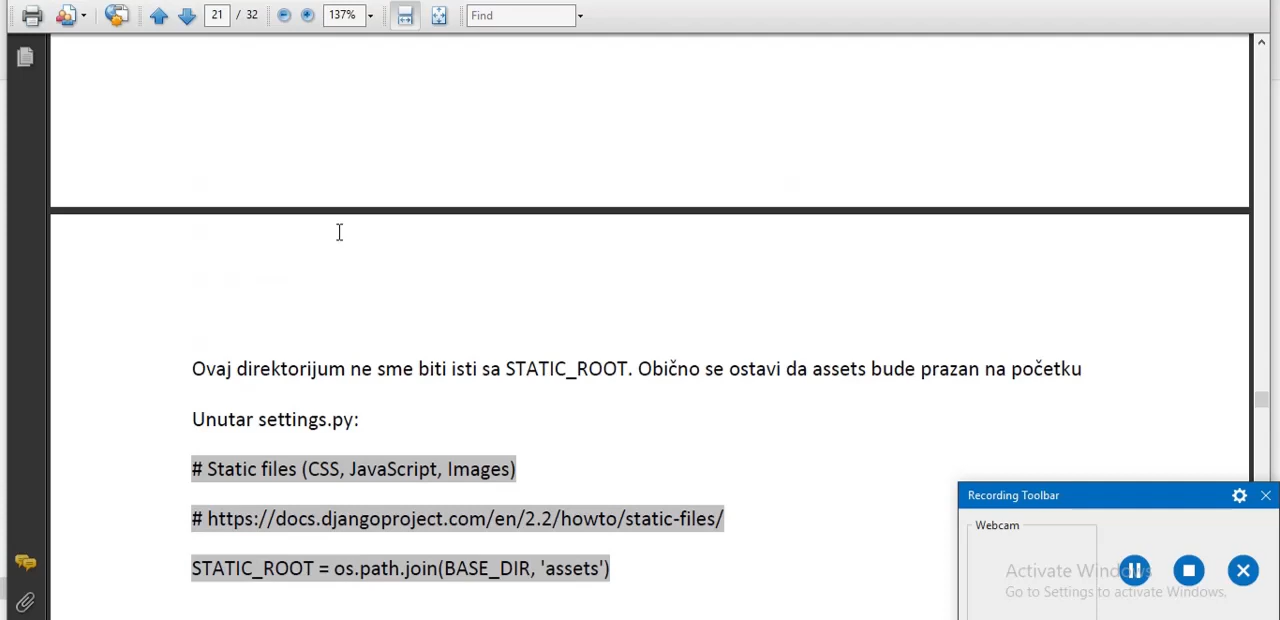 21 / 32
137%
Find
Ovaj direktorijum ne sme biti isti sa STATIC_ROOT. Obično se ostavi da assets bude prazan na početku
Unutar settings.py:
# Static files (CSS, JavaScript, Images)
# https://docs.djangoproject.com/en/2.2/howto/static-files/
STATIC_ROOT = os.path.join(BASE_DIR, 'assets')
Recording Toolbar
Webcam
Activate Windows
Go to Settings to activate Windows.